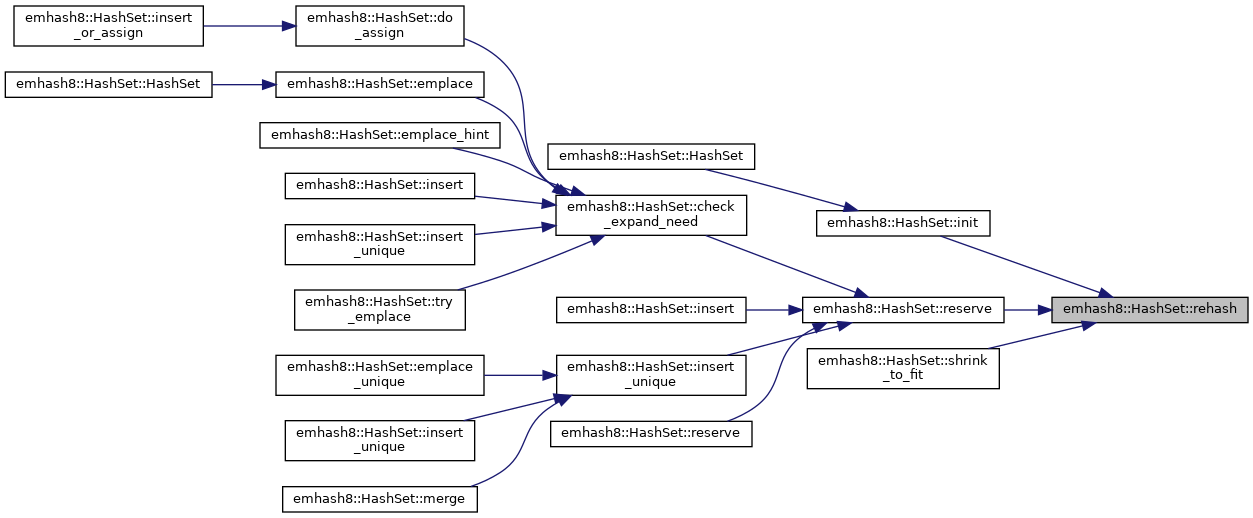 emhash8::HashSet::insert
_or_assign
emhash8::HashSet::do
_assign
emhash8::HashSet::HashSet
emhash8::HashSet::emplace
emhash8::HashSet::emplace_hint
emhash8::HashSet::HashSet
emhash8::HashSet::insert
emhash8::HashSet::check
_expand_need
emhash8::HashSet::init
emhash8::HashSet::insert
_unique
emhash8::HashSet::try
_emplace
emhash8::HashSet::insert
emhash8::HashSet::reserve
emhash8::HashSet::rehash
emhash8::HashSet::emplace
_unique
emhash8::HashSet::insert
_unique
emhash8::HashSet::shrink
_to_fit
emhash8::HashSet::insert
_unique
emhash8::HashSet::reserve
emhash8::HashSet::merge